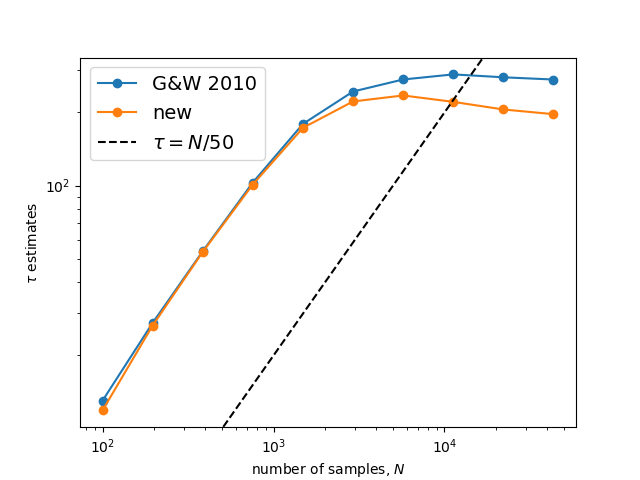 G&W 2010
new
τ = N/50
10²
τ estimates
10² 10³ 10⁴
number of samples, N